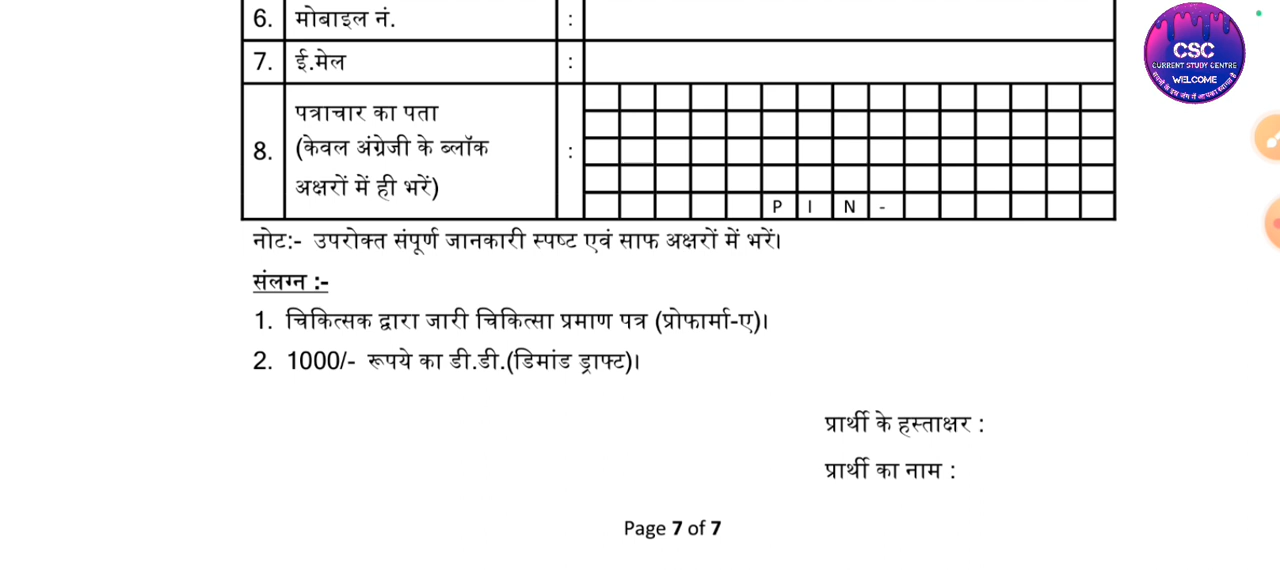 6. मोबाइल नं. :
7. ई.मेल :
8. पत्राचार का पता
(केवल अंग्रेजी के ब्लॉक :
अक्षरों में ही भरें)
P I N -
नोट:- उपरोक्त संपूर्ण जानकारी स्पष्ट एवं साफ अक्षरों में भरें।
संलग्न :-
1. चिकित्सक द्वारा जारी चिकित्सा प्रमाण पत्र (प्रोफार्मा-ए)।
2. 1000/- रूपये का डी.डी.(डिमांड ड्राफ्ट)।
प्रार्थी के हस्ताक्षर :
प्रार्थी का नाम :
Page 7 of 7
CSC
CURRENT STUDY CENTRE
WELCOME